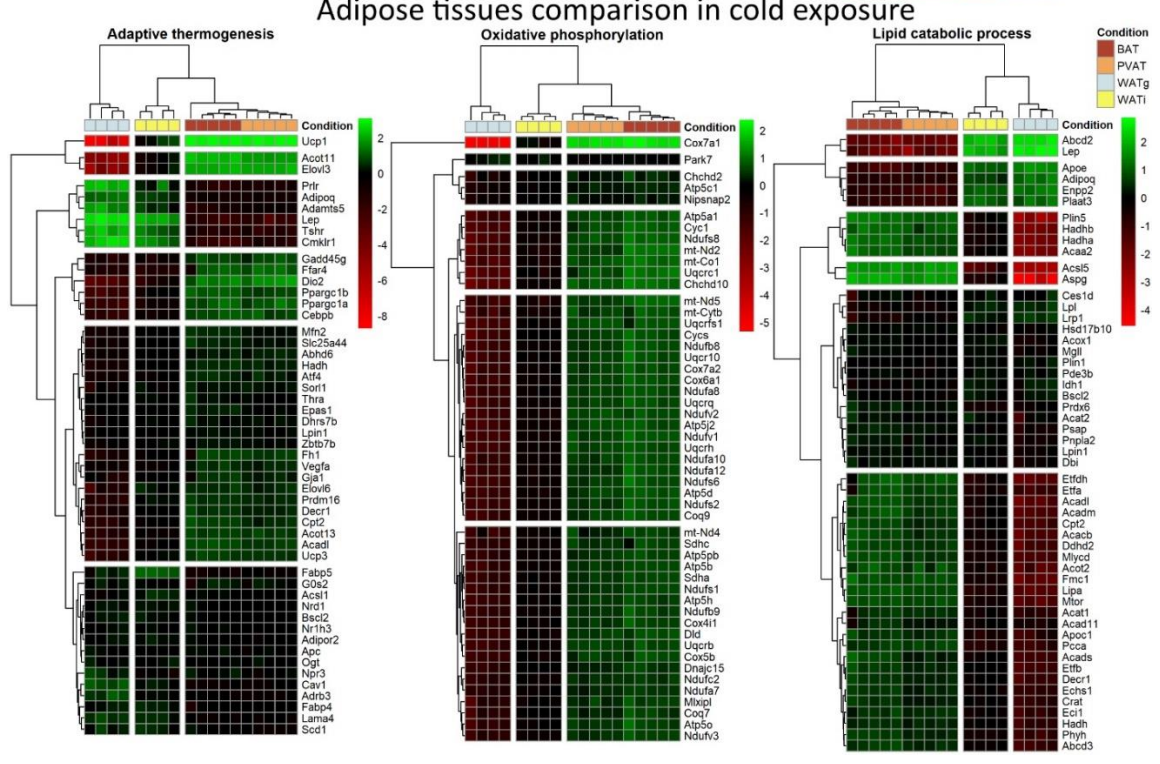 Adipose tissues comparison in cold exposure
Adaptive thermogenesis
Condition
Ucp1
Acot11
Elovl3
Prlr
Adipoq
Adamts5
Lep
Tshr
Cmklr1
Gadd45g
Ffar4
Dio2
Ppargc1b
Ppargc1a
Cebpb
Mfn2
Slc25a44
Abhd6
Hadh
Atf4
Sorl1
Thra
Epas1
Dhrs7b
Lpin1
Zbtb7b
Fh1
Vegfa
Gja1
Elovl6
Prdm16
Decr1
Cpt2
Acot13
Acadl
Ucp3
Fabp5
G0s2
Acsl1
Nrd1
Bscl2
Nr1h3
Adipor2
Apc
Ogt
Npr3
Cav1
Adrb3
Fabp4
Lama4
Scd1
2
0
-2
-4
-6
-8
Oxidative phosphorylation
Condition
Cox7a1
Park7
Chchd2
Atp5c1
Nipsnap2
Atp5a1
Cyc1
Ndufs8
mt-Nd2
mt-Co1
Uqcrc1
Chchd10
mt-Nd5
mt-Cytb
Uqcrfs1
Cycs
Ndufb8
Uqcr10
Cox7a2
Cox6a1
Ndufa8
Uqcrq
Ndufv2
Atp5j2
Ndufv1
Uqcrh
Ndufa10
Ndufa12
Ndufs6
Atp5d
Ndufs2
Coq9
mt-Nd4
Sdhc
Atp5pb
Atp5b
Sdha
Ndufs1
Atp5h
Ndufb9
Cox4i1
Dld
Uqcrb
Cox5b
Dnajc15
Ndufc2
Ndufa7
Mlxipl
Coq7
Atp5o
Ndufv3
2
1
0
-1
-2
-3
-4
-5
Lipid catabolic process
Condition
Abcd2
Lep
Apoe
Adipoq
Enpp2
Plaat3
Plin5
Hadhb
Hadha
Acaa2
Acsl5
Aspg
Ces1d
Lpl
Lrp1
Hsd17b10
Acox1
Mgll
Plin1
Pde3b
Idh1
Bscl2
Prdx6
Acat2
Psap
Pnpla2
Lpin1
Dbi
Etfdh
Etfa
Acadl
Acadm
Cpt2
Acacb
Ddhd2
Mlycd
Acot2
Fmc1
Lipa
Mtor
Acat1
Acad11
Apoc1
Pcca
Acads
Etfb
Decr1
Echs1
Crat
Eci1
Hadh
Phyh
Abcd3
2
1
0
-1
-2
-3
-4
Condition
BAT
PVAT
WATg
WATi